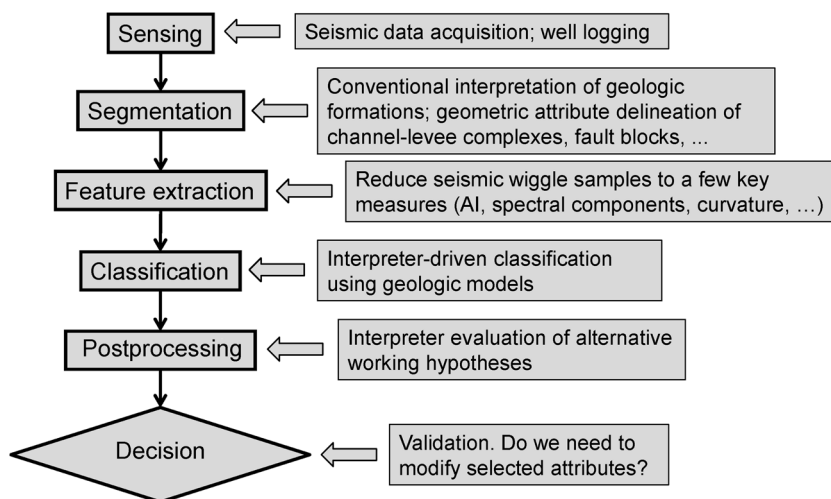 Sensing
Seismic data acquisition; well logging
Segmentation
Conventional interpretation of geologic
formations; geometric attribute delineation of
channel-levee complexes, fault blocks, ...
Feature extraction
Reduce seismic wiggle samples to a few key
measures (AI, spectral components, curvature, …)
Classification
Interpreter-driven classification
using geologic models
Postprocessing
Interpreter evaluation of alternative
working hypotheses
Decision
Validation. Do we need to
modify selected attributes?